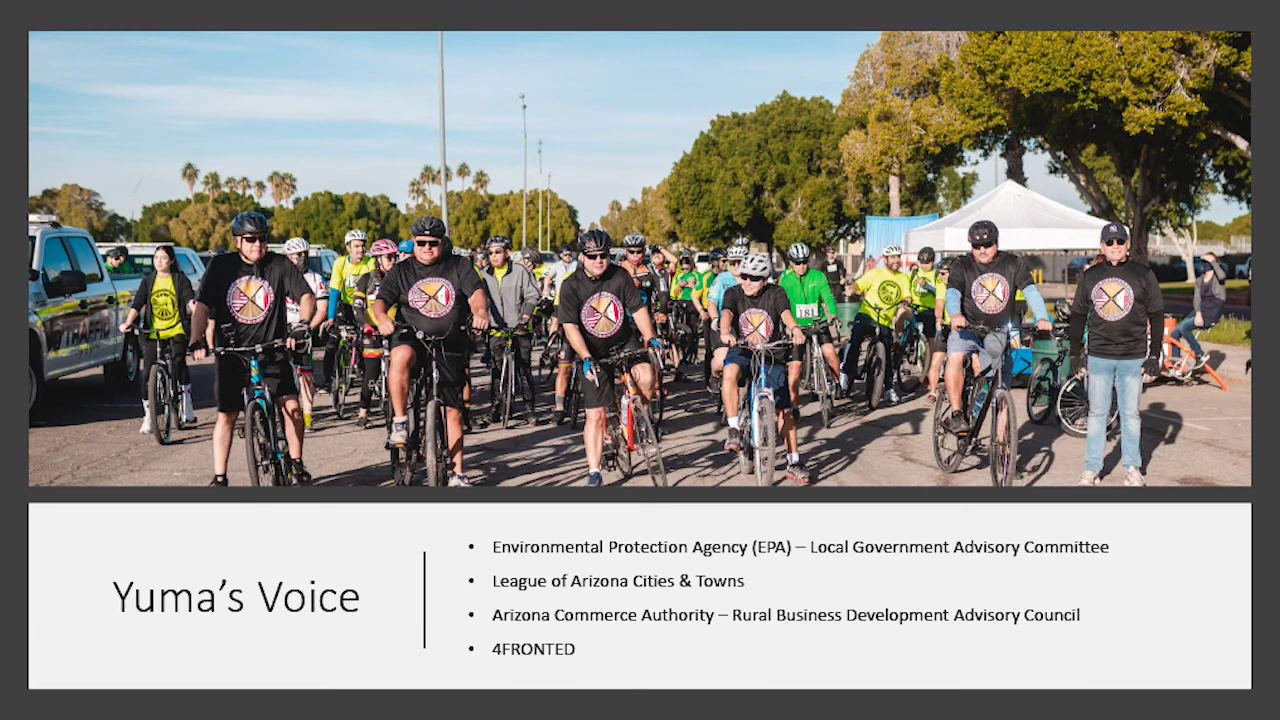 181
Yuma's Voice
• Environmental Protection Agency (EPA) – Local Government Advisory Committee
• League of Arizona Cities & Towns
• Arizona Commerce Authority – Rural Business Development Advisory Council
• 4FRONTED